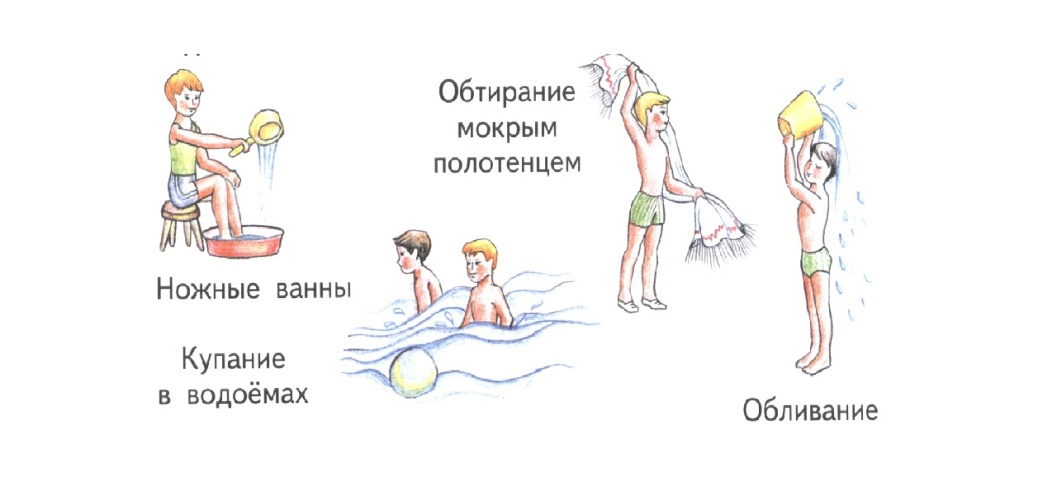 Обтирание
мокрым
полотенцем
Ножные ванны
Купание
в водоёмах
Обливание